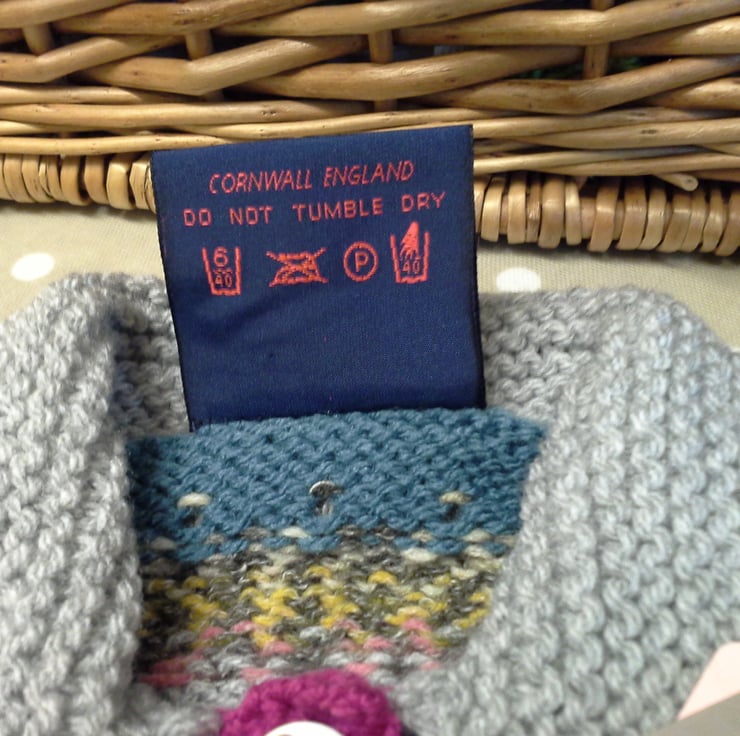 CORNWALL ENGLAND
DO NOT TUMBLE DRY
6 40 P 40